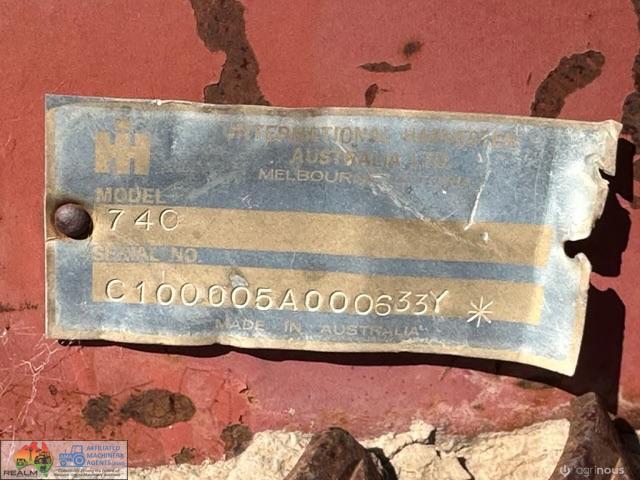 IH
INTERNATIONAL HARVESTER
AUSTRALIA LTD
MELBOURNE
MODEL
740
SERIAL NO.
C100005A000633Y *
MADE IN AUSTRALIA
REALM
AFFILIATED
MACHINERY
AGENTS
agrinous